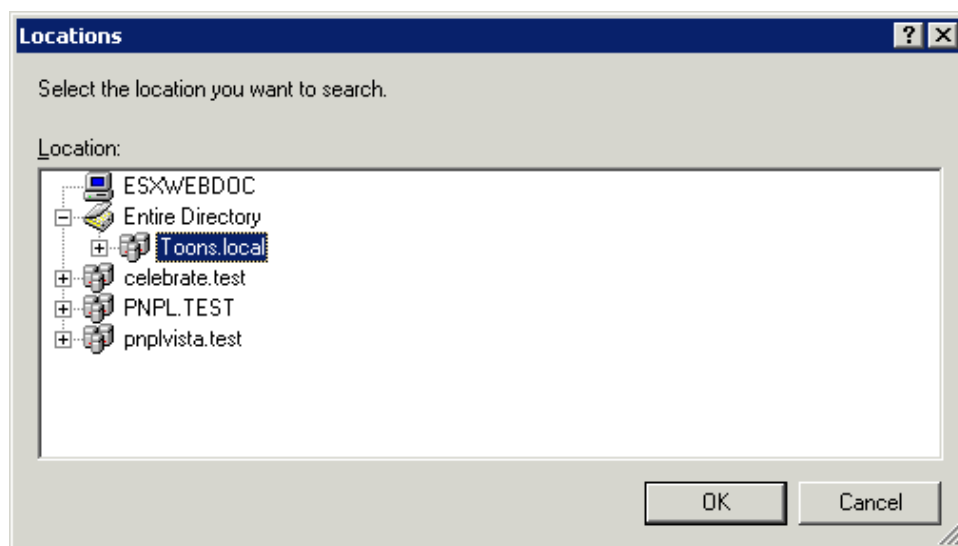 Locations
Select the location you want to search.
Location:
ESXWEBDOC
Entire Directory
Toons.local
celebrate.test
PNPL.TEST
pnplvista.test
OK Cancel